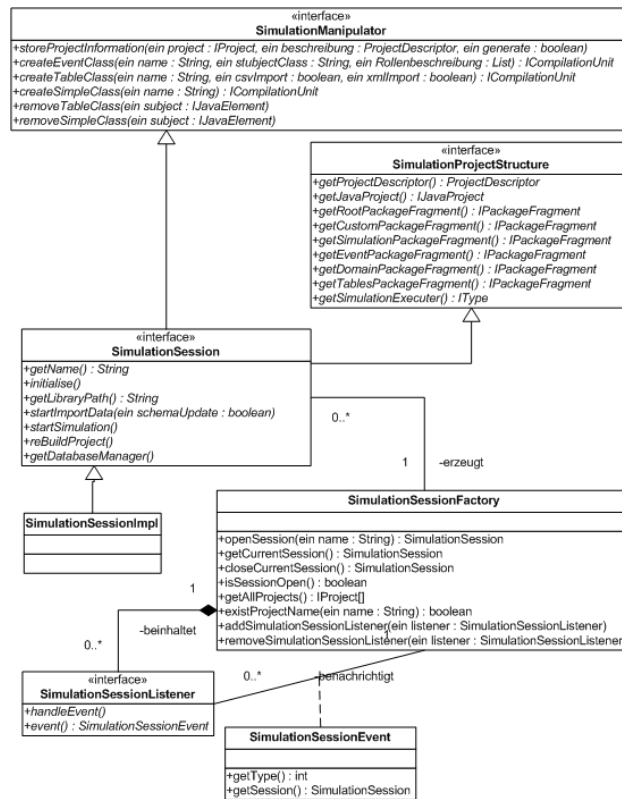 «interface»
SimulationManipulator
+storeProjectInformation(ein project : IProject, ein beschreibung : ProjectDescriptor, ein generate : boolean)
+createEventClass(ein name : String, ein stubjectClass : String, ein Rollenbeschreibung : List) : ICompilationUnit
+createTableClass(ein name : String, ein csvImport : boolean, ein xmlImport : boolean) : ICompilationUnit
+createSimpleClass(ein name : String) : ICompilationUnit
+removeTableClass(ein subject : IJavaElement)
+removeSimpleClass(ein subject : IJavaElement)
«interface»
SimulationProjectStructure
+getProjectDescriptor() : ProjectDescriptor
+getJavaProject() : IJavaProject
+getRootPackageFragment() : IPackageFragment
+getCustomPackageFragment() : IPackageFragment
+getSimulationPackageFragment() : IPackageFragment
+getEventPackageFragment() : IPackageFragment
+getDomainPackageFragment() : IPackageFragment
+getTablesPackageFragment() : IPackageFragment
+getSimulationExecuter() : IType
«interface»
SimulationSession
+getName() : String
+initialise()
+getLibraryPath() : String
+startImportData(ein schemaUpdate : boolean)
+startSimulation()
+reBuildProject()
+getDatabaseManager()
0..*
1
-erzeugt
SimulationSessionImpl
SimulationSessionFactory
+openSession(ein name : String) : SimulationSession
+getCurrentSession() : SimulationSession
+closeCurrentSession() : SimulationSession
+isSessionOpen() : boolean
+getAllProjects() : IProject[]
+existProjectName(ein name : String) : boolean
+addSimulationSessionListener(ein listener : SimulationSessionListener)
+removeSimulationSessionListener(ein listener : SimulationSessionListener
1
-beinhaltet
0..*
1
0..*
-benachrichtigt
«interface»
SimulationSessionListener
+handleEvent()
+event() : SimulationSessionEvent
SimulationSessionEvent
+getType() : int
+getSession() : SimulationSession